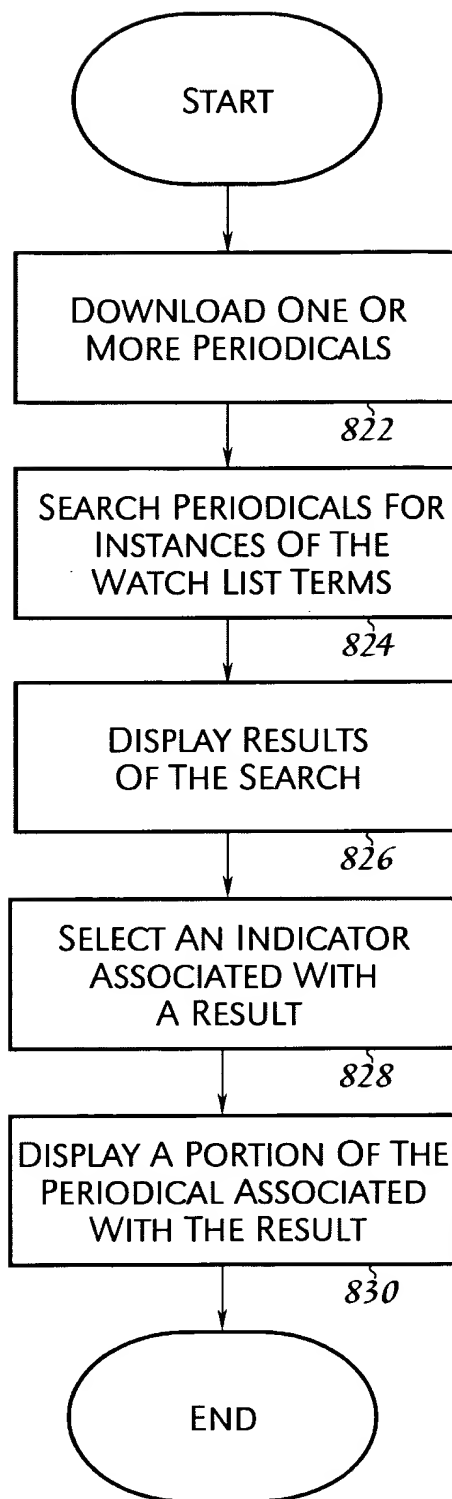 START
DOWNLOAD ONE OR
MORE PERIODICALS
822
SEARCH PERIODICALS FOR
INSTANCES OF THE
WATCH LIST TERMS
824
DISPLAY RESULTS
OF THE SEARCH
826
SELECT AN INDICATOR
ASSOCIATED WITH
A RESULT
828
DISPLAY A PORTION OF THE
PERIODICAL ASSOCIATED
WITH THE RESULT
830
END